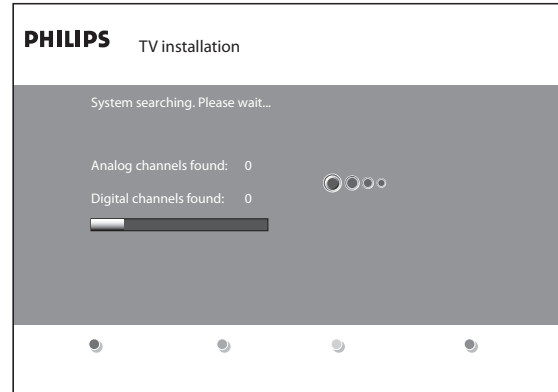 PHILIPS
TV installation
System searching. Please wait...
Analog channels found: 0
Digital channels found: 0